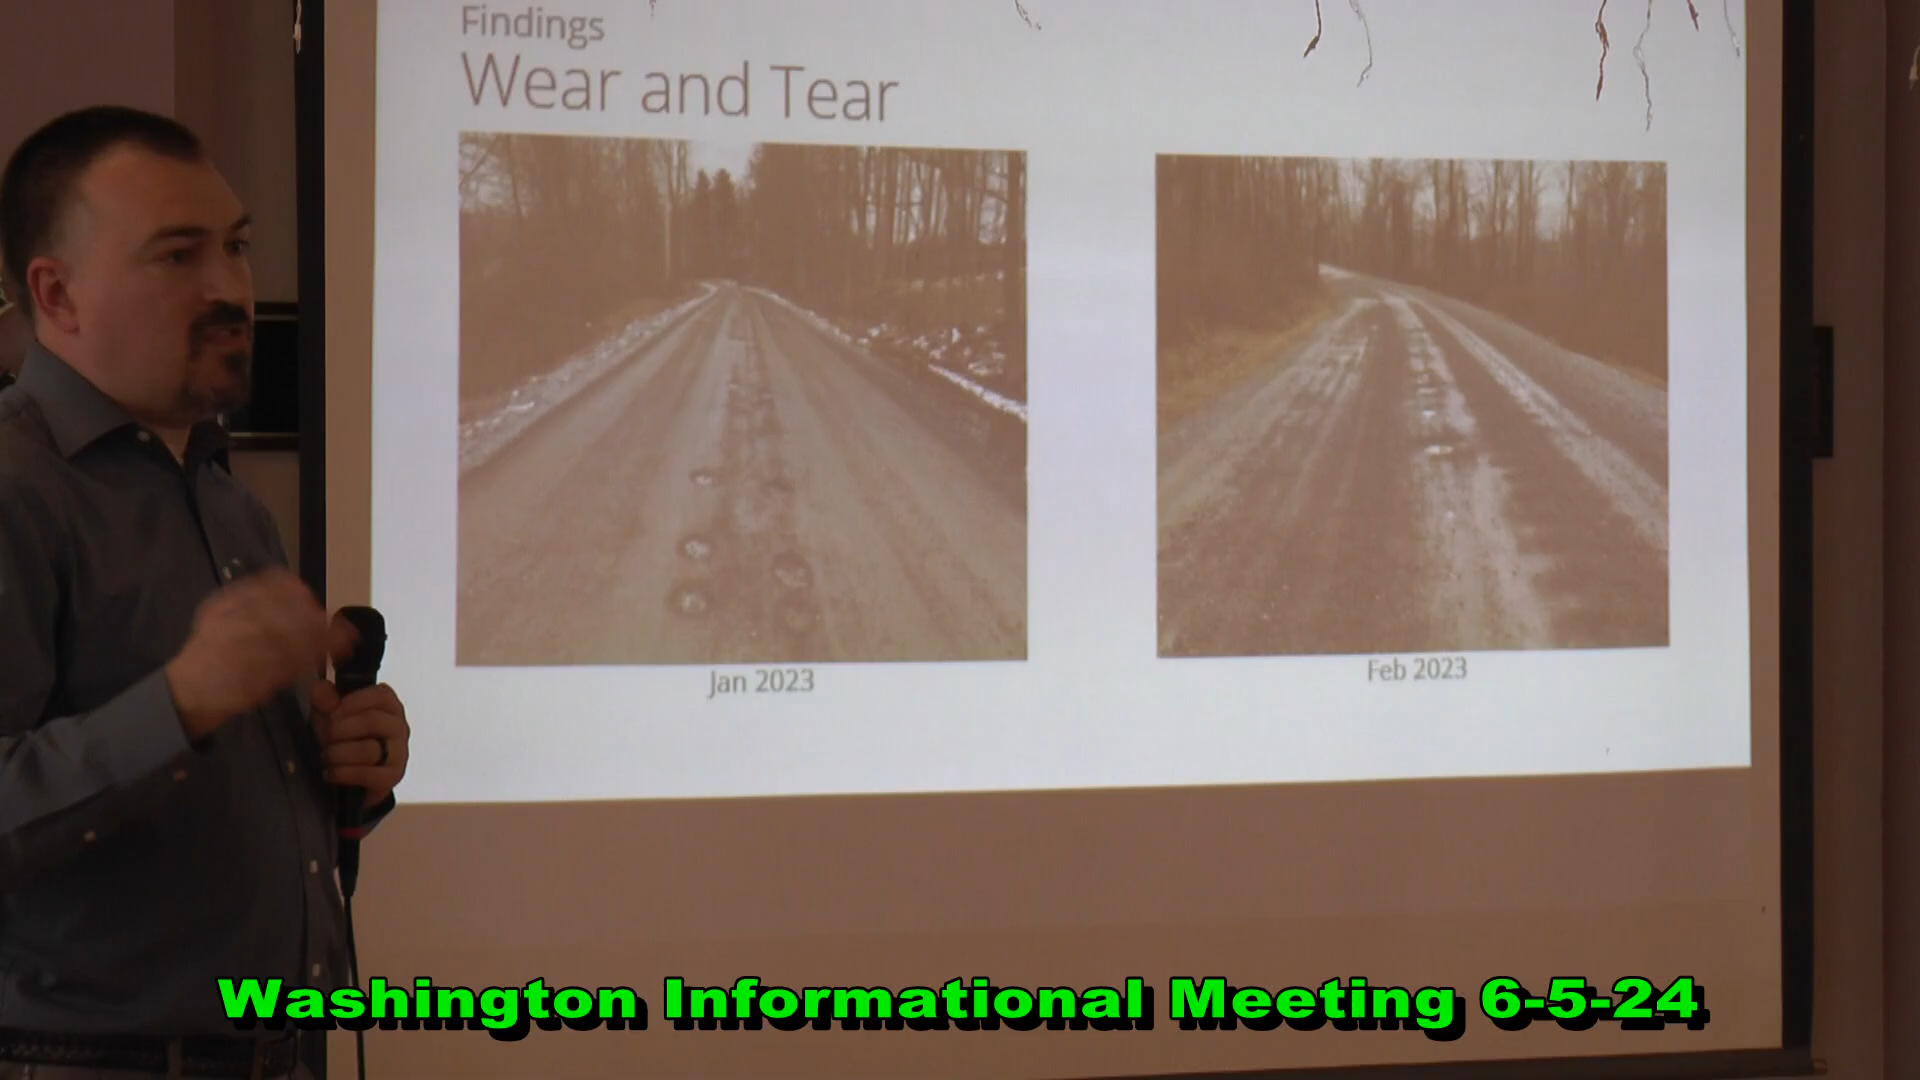 Findings
Wear and Tear
Jan 2023
Feb 2023
Washington Informational Meeting 6-5-24